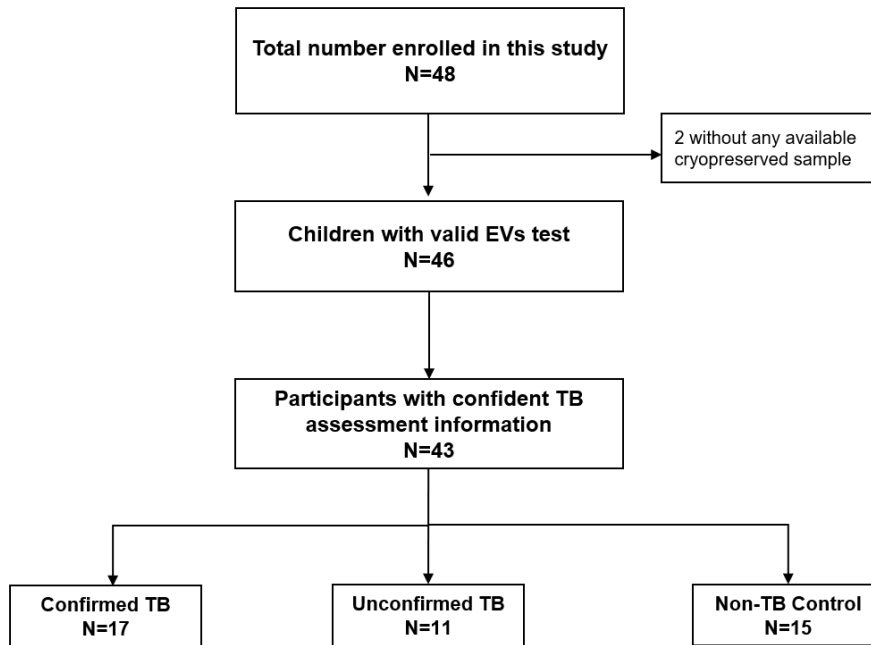 Total number enrolled in this study
N=48
2 without any available
cryopreserved sample
Children with valid EVs test
N=46
Participants with confident TB
assessment information
N=43
Confirmed TB
N=17
Unconfirmed TB
N=11
Non-TB Control
N=15